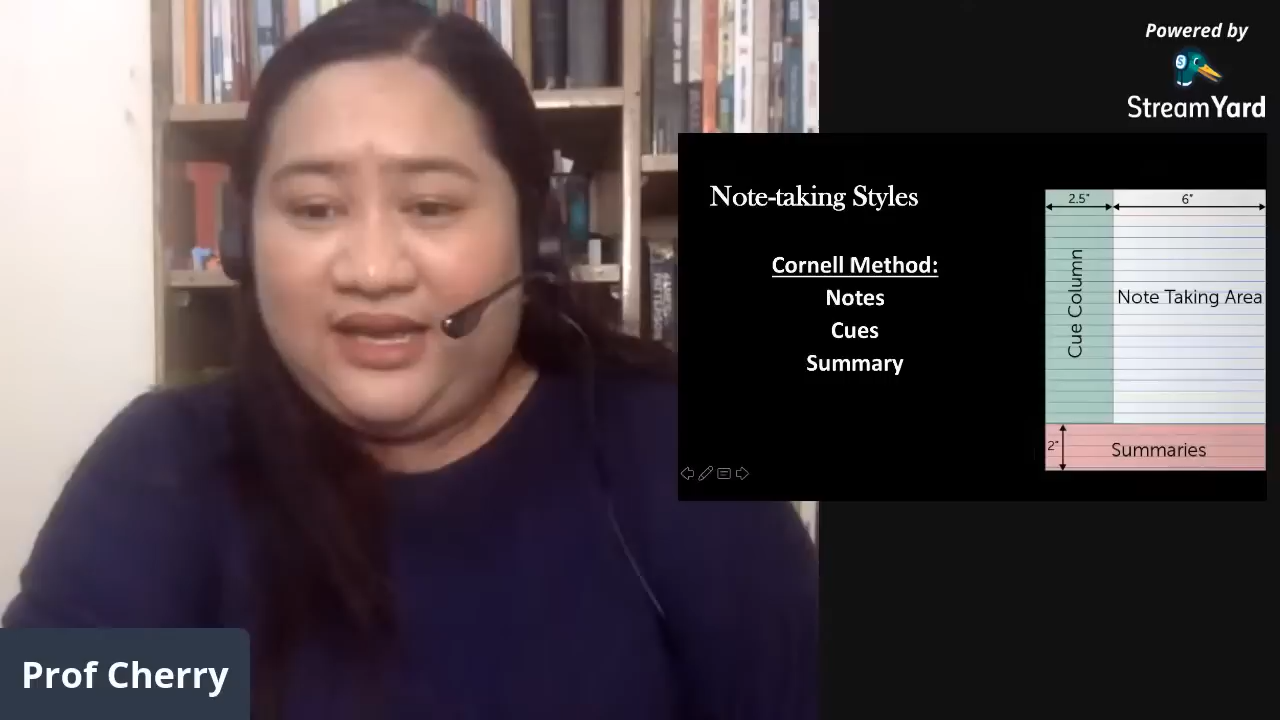 Powered by
StreamYard
Note-taking Styles
Cornell Method:
Notes
Cues
Summary
2.5"
6"
Cue Column
Note Taking Area
2"
Summaries
Prof Cherry